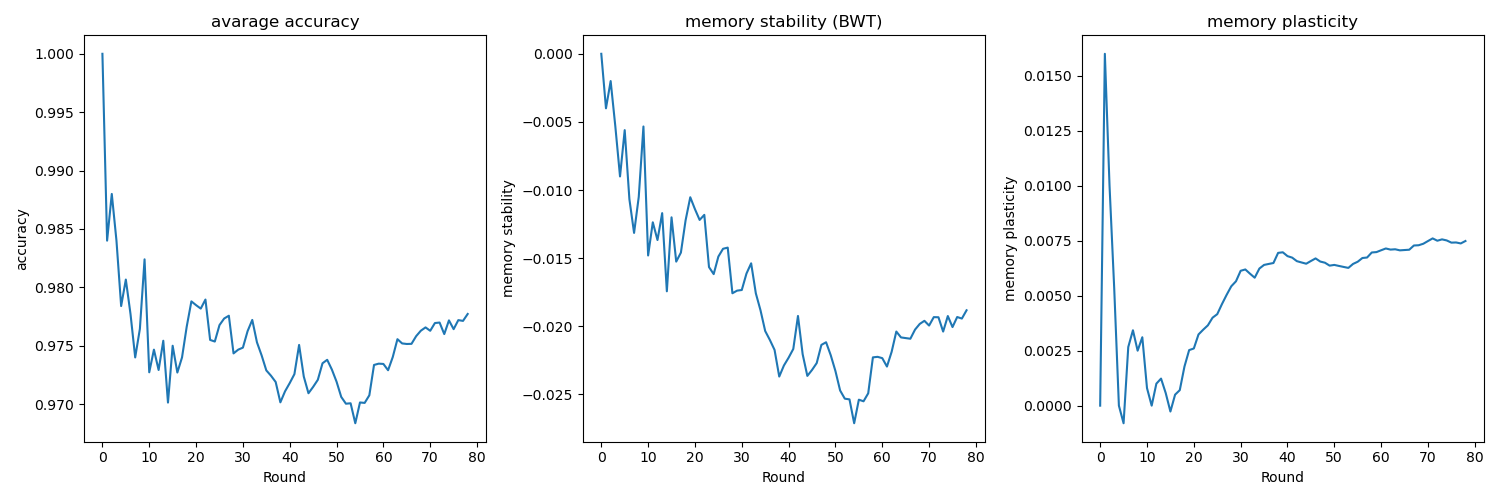 avarage accuracy
1.000
0.995
0.990
0.985
0.980
0.975
0.970
accuracy
0 10 20 30 40 50 60 70 80
Round
memory stability (BWT)
0.000
−0.005
−0.010
−0.015
−0.020
−0.025
memory stability
0 10 20 30 40 50 60 70 80
Round
memory plasticity
0.0150
0.0125
0.0100
0.0075
0.0050
0.0025
0.0000
memory plasticity
0 10 20 30 40 50 60 70 80
Round